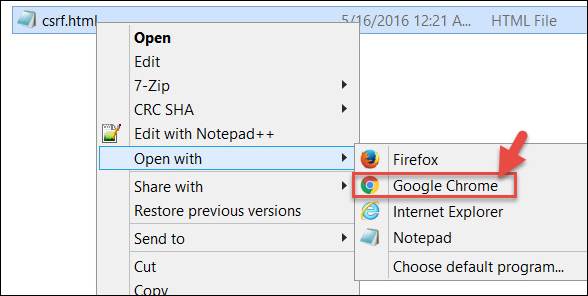 csrf.html 5/16/2016 12:21 A... HTML File
Open
Edit
7-Zip
CRC SHA
Edit with Notepad++
Open with
Share with
Restore previous versions
Send to
Cut
Copy
Firefox
Google Chrome
Internet Explorer
Notepad
Choose default program...